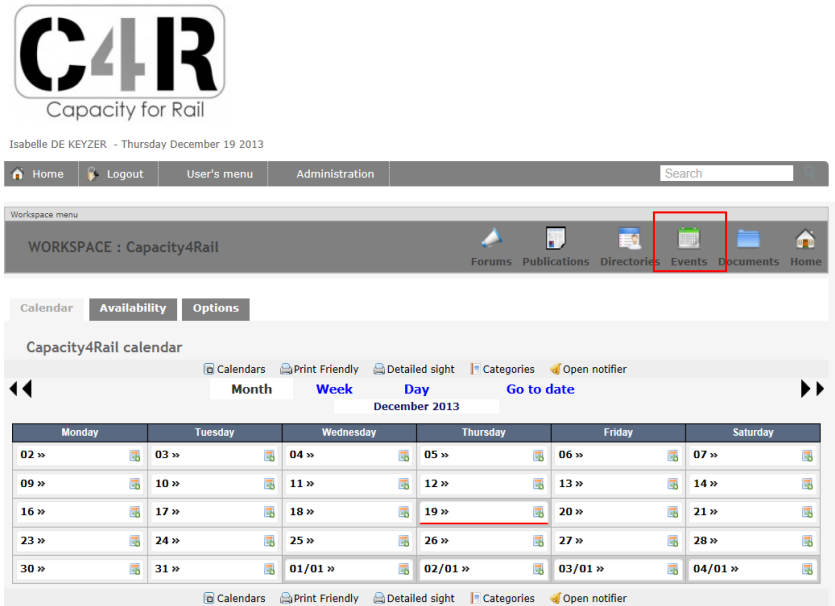 C4R
Capacity for Rail
Isabelle DE KEYZER - Thursday December 19 2013
Home Logout User's menu Administration Search
Workspace menu
WORKSPACE : Capacity4Rail
Forums Publications Directories Events Documents Home
Calendar Availability Options
Capacity4Rail calendar
Calendars Print Friendly Detailed sight Categories Open notifier
Month Week Day Go to date
December 2013
Monday Tuesday Wednesday Thursday Friday Saturday
02 » 03 » 04 » 05 » 06 » 07 »
09 » 10 » 11 » 12 » 13 » 14 »
16 » 17 » 18 » 19 » 20 » 21 »
23 » 24 » 25 » 26 » 27 » 28 »
30 » 31 » 01/01 » 02/01 » 03/01 » 04/01 »
Calendars Print Friendly Detailed sight Categories Open notifier